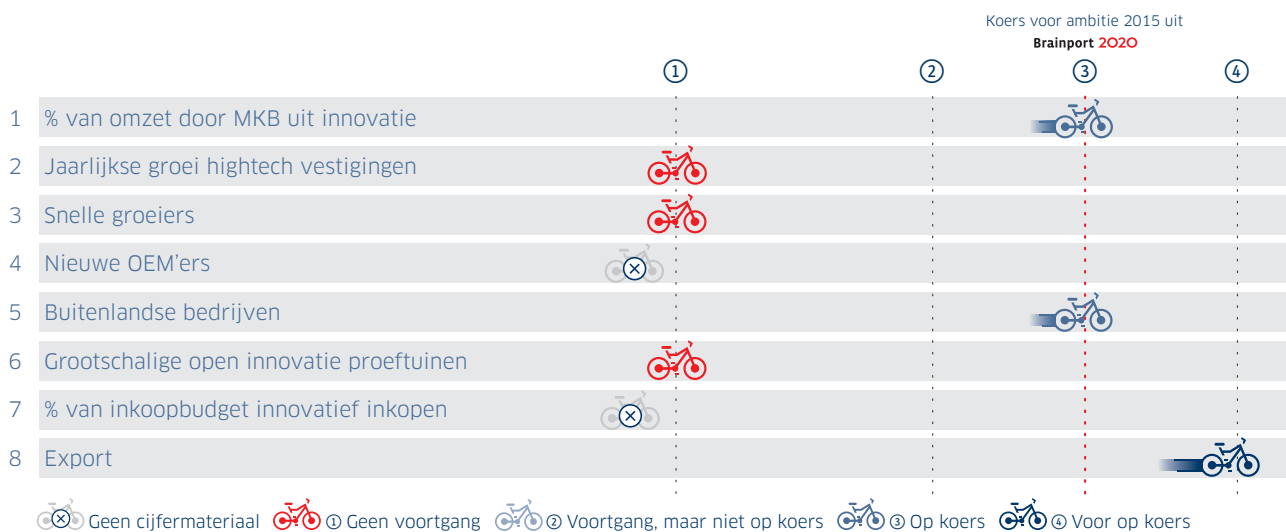 Koers voor ambitie 2015 uit
Brainport 2020
1 2 3 4
1 % van omzet door MKB uit innovatie
2 Jaarlijkse groei hightech vestigingen
3 Snelle groeiers
4 Nieuwe OEM'ers
5 Buitenlandse bedrijven
6 Grootschalige open innovatie proeftuinen
7 % van inkoopbudget innovatief inkopen
8 Export
Geen cijfermateriaal 1 Geen voortgang 2 Voortgang, maar niet op koers 3 Op koers 4 Voor op koers